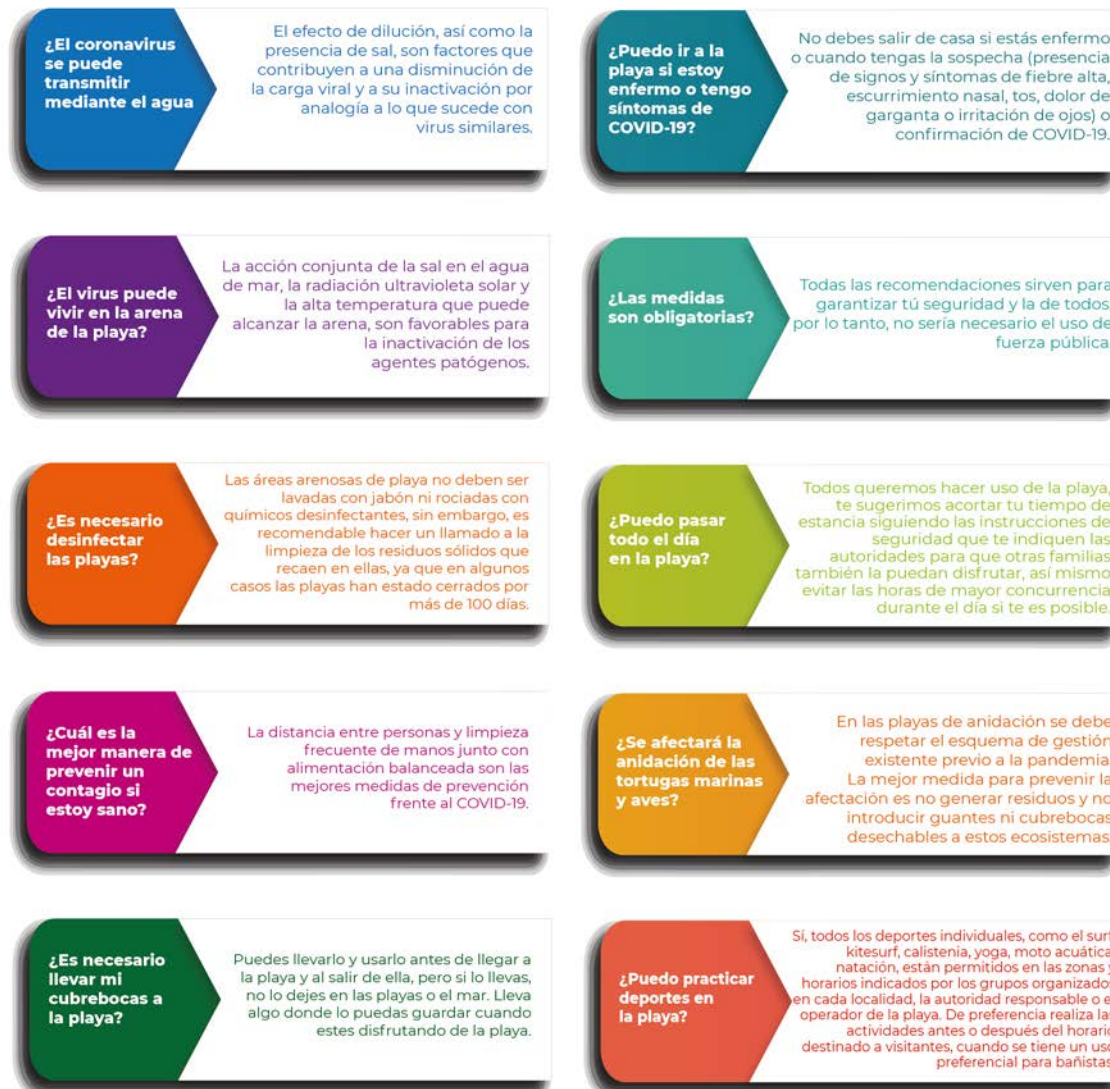 ¿El coronavirus
se puede
transmitir
mediante el agua
El efecto de dilución, así como la
presencia de sal, son factores que
contribuyen a una disminución de
la carga viral y a su inactivación por
analogía a lo que sucede con
virus similares.
¿Puedo ir a la
playa si estoy
enfermo o tengo
síntomas de
COVID-19?
No debes salir de casa si estás enfermo
o cuando tengas la sospecha (presencia
de signos y síntomas de fiebre alta,
escurrimiento nasal, tos, dolor de
garganta o irritación de ojos) o
confirmación de COVID-19.
¿El virus puede
vivir en la arena
de la playa?
La acción conjunta de la sal en el agua
de mar, la radiación ultravioleta solar y
la alta temperatura que puede
alcanzar la arena, son favorables para
la inactivación de los
agentes patógenos.
¿Las medidas
son obligatorias?
Todas las recomendaciones sirven para
garantizar tú seguridad y la de todos
por lo tanto, no sería necesario el uso de
fuerza pública
¿Es necesario
desinfectar
las playas?
Las áreas arenosas de playa no deben ser
lavadas con jabón ni rociadas con
químicos desinfectantes, sin embargo, es
recomendable hacer un llamado a la
limpieza de los residuos sólidos que
recaen en ellas, ya que en algunos
casos las playas han estado cerrados por
más de 100 días.
¿Puedo pasar
todo el día
en la playa?
Todos queremos hacer uso de la playa,
te sugerimos acortar tu tiempo de
estancia siguiendo las instrucciones de
seguridad que te indiquen las
autoridades para que otras familias
también la puedan disfrutar, así mismo
evitar las horas de mayor concurrencia
durante el día si te es posible.
¿Cuál es la
mejor manera de
prevenir un
contagio si
estoy sano?
La distancia entre personas y limpieza
frecuente de manos junto con
alimentación balanceada son las
mejores medidas de prevención
frente al COVID-19.
¿Se afectará la
anidación de las
tortugas marinas
y aves?
En las playas de anidación se debe
respetar el esquema de gestión
existente previo a la pandemia
La mejor medida para prevenir la
afectación es no generar residuos y no
introducir guantes ni cubrebocas
desechables a estos ecosistemas
¿Es necesario
llevar mi
cubrebocas a
la playa?
Puedes llevarlo y usarlo antes de llegar a
la playa y al salir de ella, pero si lo llevas,
no lo dejes en las playas o el mar. Lleva
algo donde lo puedas guardar cuando
estes disfrutando de la playa.
¿Puedo practicar
deportes en
la playa?
Sí, todos los deportes individuales, como el surf
kitesurf, calistenia, yoga, moto acuática
natación, están permitidos en las zonas y
horarios indicados por los grupos organizados
en cada localidad, la autoridad responsable o el
operador de la playa. De preferencia realiza las
actividades antes o después del horario
destinado a visitantes, cuando se tiene un uso
preferencial para bañistas